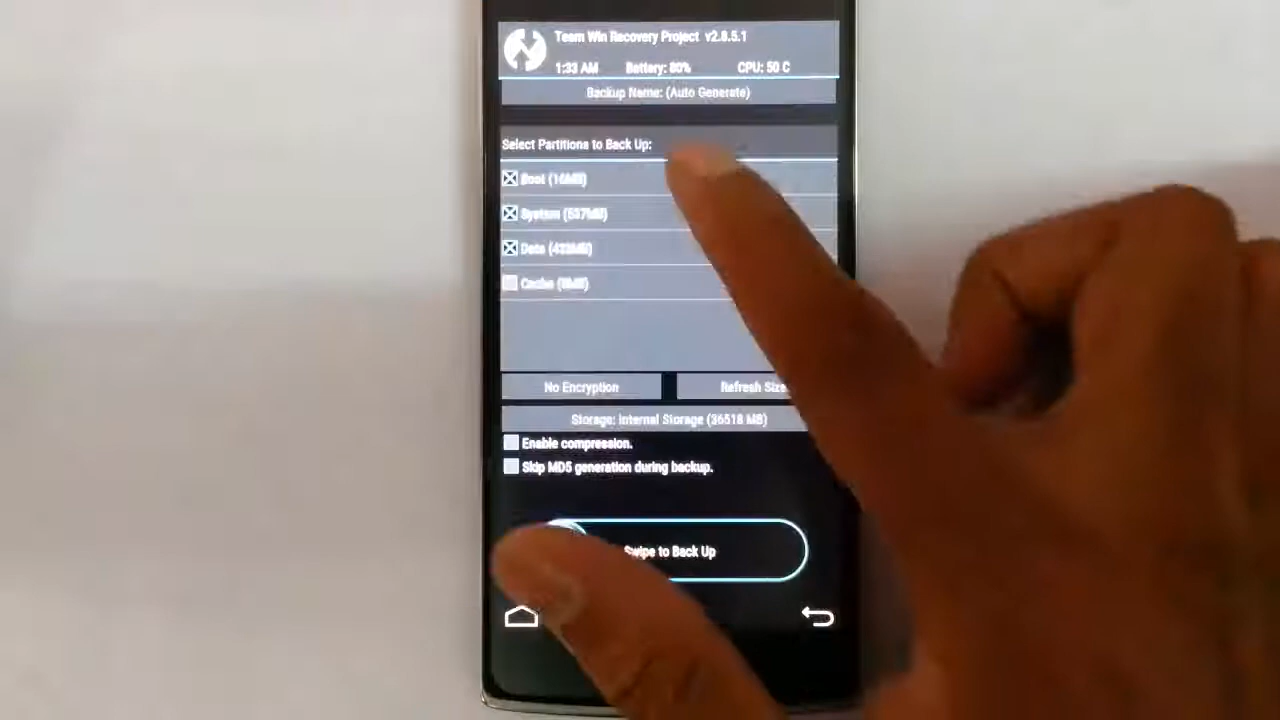 Team Win Recovery Project v2.8.5.1
1:33 AM Battery: 80% CPU: 50 C
Backup Name: (Auto Generate)
Select Partitions to Back Up:
Boot (16MB)
System (537MB)
Data
Cache
No Encryption
Refresh Size
Storage: Internal Storage (36518 MB)
Enable compression.
Skip MD5 generation during backup.
Swipe to Back Up